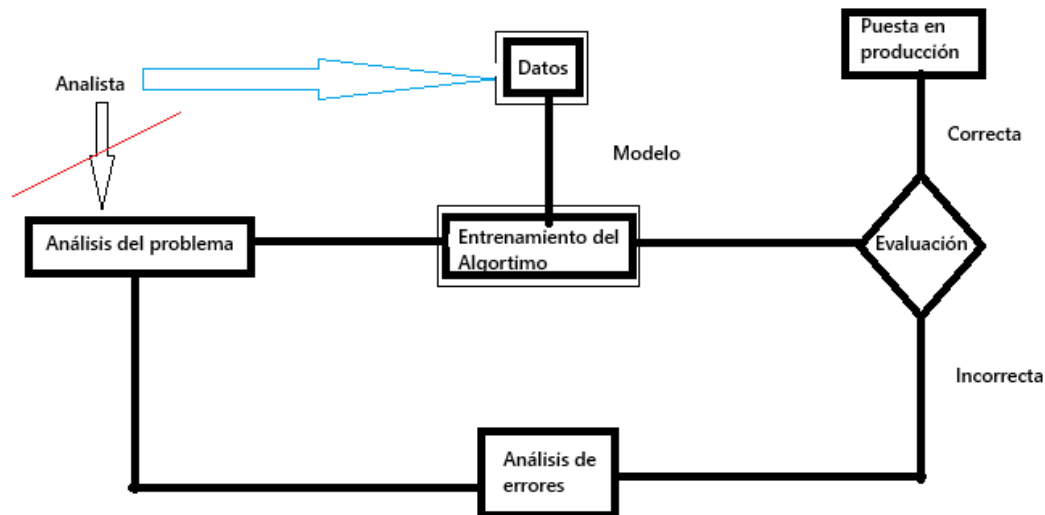 Puesta en
producción
Datos
Analista
Correcta
Modelo
Análisis del problema
Entrenamiento del
Algortimo
Evaluación
Incorrecta
Análisis de
errores